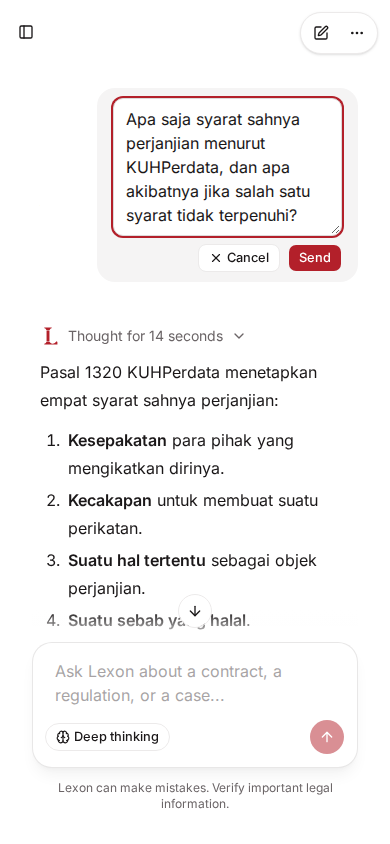 Apa saja syarat sahnya
perjanjian menurut
KUHPerdata, dan apa
akibatnya jika salah satu
syarat tidak terpenuhi?
Cancel
Send
L
Thought for 14 seconds
Pasal 1320 KUHPerdata menetapkan
empat syarat sahnya perjanjian:
1. Kesepakatan para pihak yang
mengikatkan dirinya.
2. Kecakapan untuk membuat suatu
perikatan.
3. Suatu hal tertentu sebagai objek
perjanjian.
4. Suatu sebab yang halal.
Ask Lexon about a contract, a
regulation, or a case...
Deep thinking
Lexon can make mistakes. Verify important legal
information.